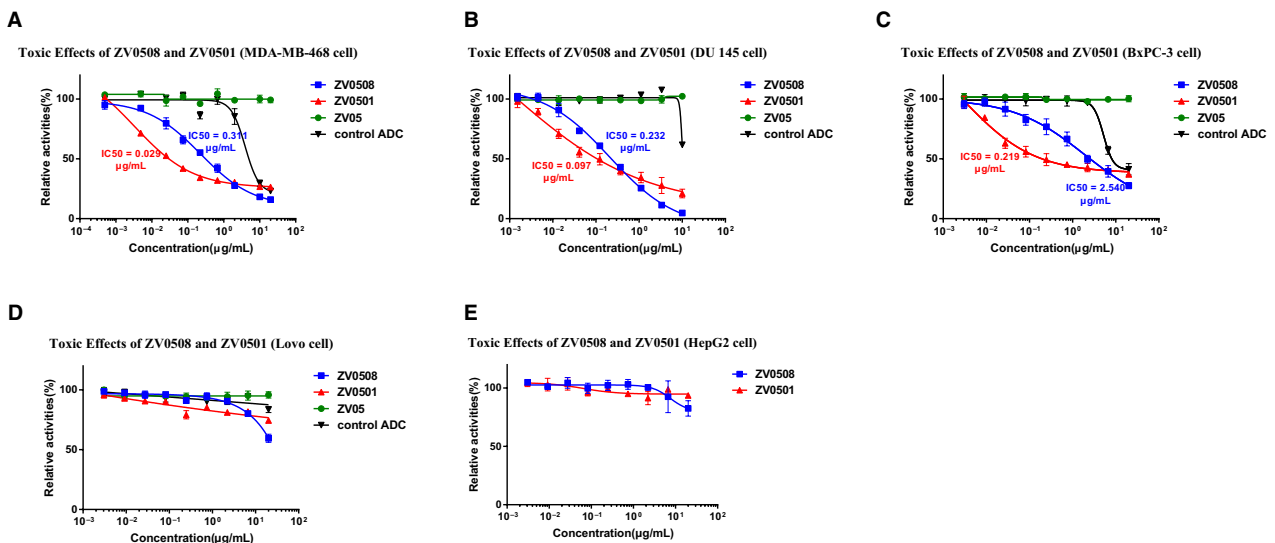 A
Toxic Effects of ZV0508 and ZV0501 (MDA-MB-468 cell)
Relative activities(%)
100
50
0
IC50 = 0.311
µg/mL
IC50 = 0.029
µg/mL
10⁻⁴ 10⁻³ 10⁻² 10⁻¹ 10⁰ 10¹ 10²
Concentration(µg/mL)
ZV0508
ZV0501
ZV05
control ADC
B
Toxic Effects of ZV0508 and ZV0501 (DU 145 cell)
Relative activities(%)
100
50
0
IC50 = 0.232
µg/mL
IC50 = 0.097
µg/mL
10⁻³ 10⁻² 10⁻¹ 10⁰ 10¹ 10²
Concentration(µg/mL)
ZV0508
ZV0501
ZV05
control ADC
C
Toxic Effects of ZV0508 and ZV0501 (BxPC-3 cell)
Relative activities(%)
100
50
0
IC50 = 0.219
µg/mL
IC50 = 2.540
µg/mL
10⁻³ 10⁻² 10⁻¹ 10⁰ 10¹ 10²
Concentration(µg/mL)
ZV0508
ZV0501
ZV05
control ADC
D
Toxic Effects of ZV0508 and ZV0501 (Lovo cell)
Relative activities(%)
100
50
0
10⁻³ 10⁻² 10⁻¹ 10⁰ 10¹ 10²
Concentration(µg/mL)
ZV0508
ZV0501
ZV05
control ADC
E
Toxic Effects of ZV0508 and ZV0501 (HepG2 cell)
Relative activities(%)
100
50
0
10⁻³ 10⁻² 10⁻¹ 10⁰ 10¹ 10²
Concentration(µg/mL)
ZV0508
ZV0501